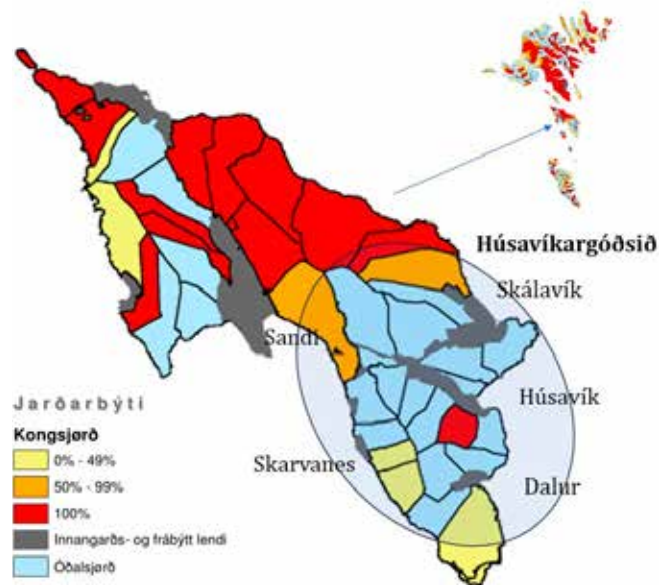 Húsavíkargóðsið
Skálavík
Sandi
Húsavík
Skarvanes
Dalur
Jarðarbýti
Kongsjørð
0% - 49%
50% - 99%
100%
Innangarðs- og frábýtt lendi
Óðalsjørð